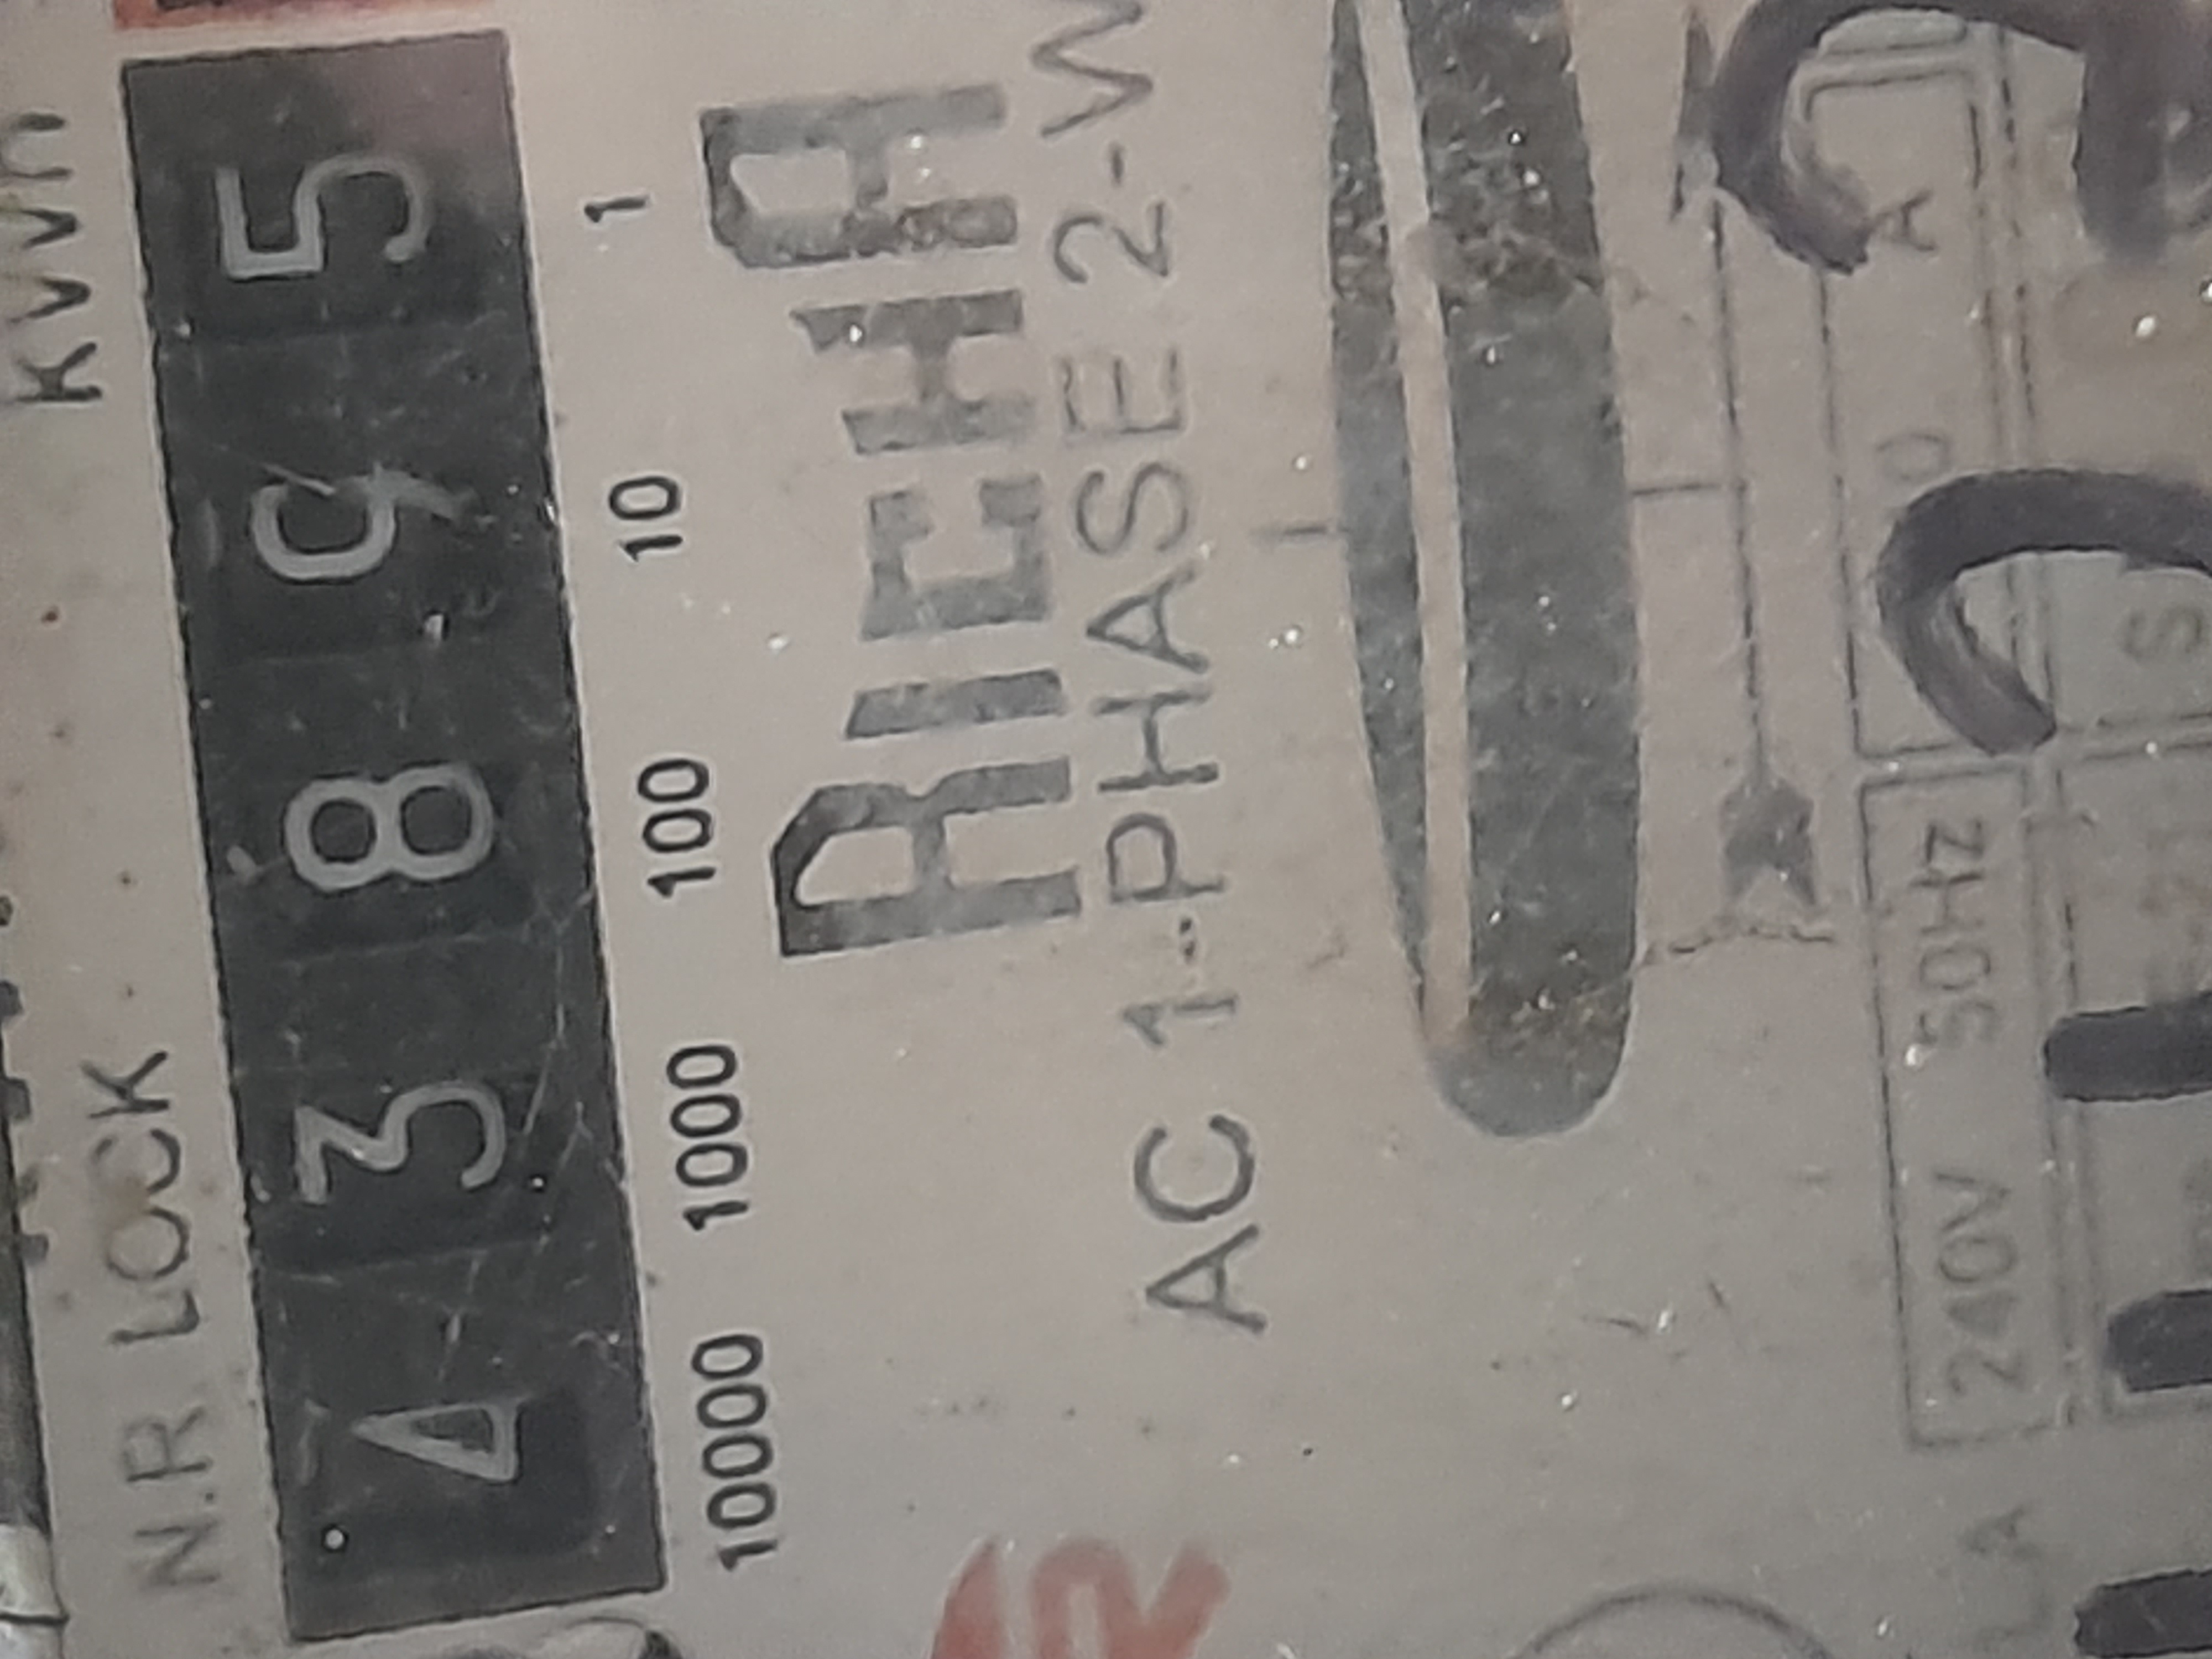 N.R LOCK KWh
4 3 8 9 5
10000 1000 100 10 1
RICHA
AC 1-PHASE 2-W
240V 50Hz A